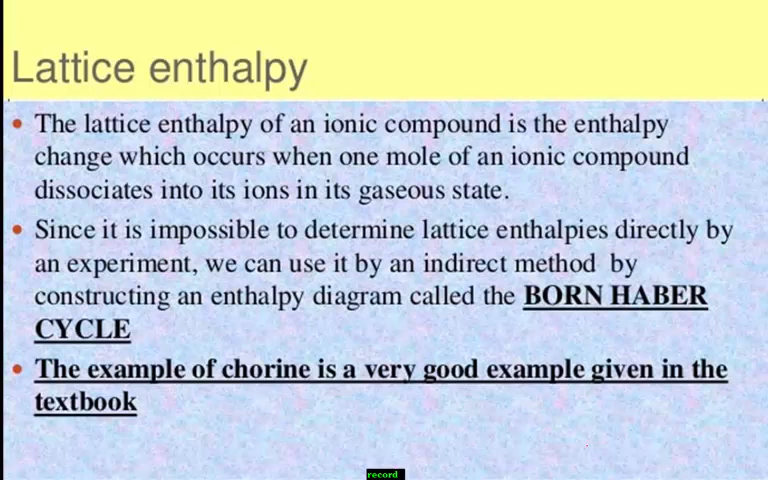 Lattice enthalpy
• The lattice enthalpy of an ionic compound is the enthalpy
change which occurs when one mole of an ionic compound
dissociates into its ions in its gaseous state.
• Since it is impossible to determine lattice enthalpies directly by
an experiment, we can use it by an indirect method by
constructing an enthalpy diagram called the BORN HABER
CYCLE
• The example of chorine is a very good example given in the
textbook
record